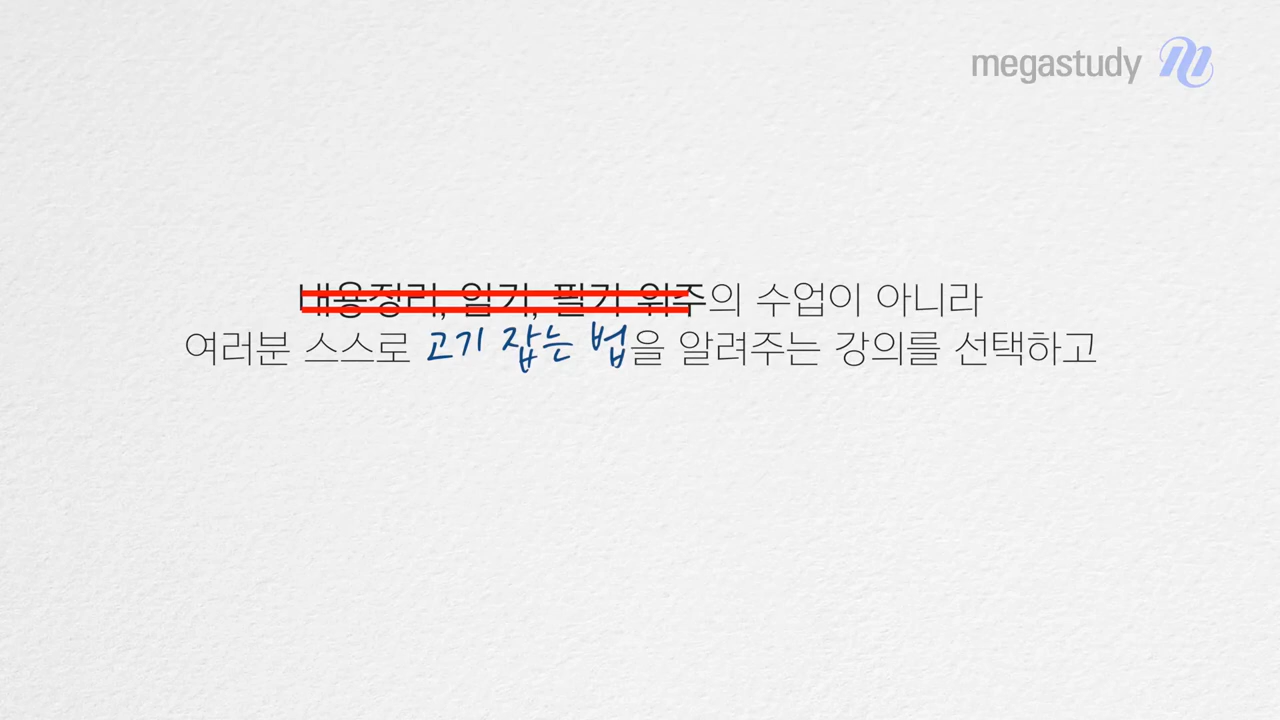 megastudy
내용정리, 암기, 필기 위주의 수업이 아니라
여러분 스스로 고기 잡는 법을 알려주는 강의를 선택하고